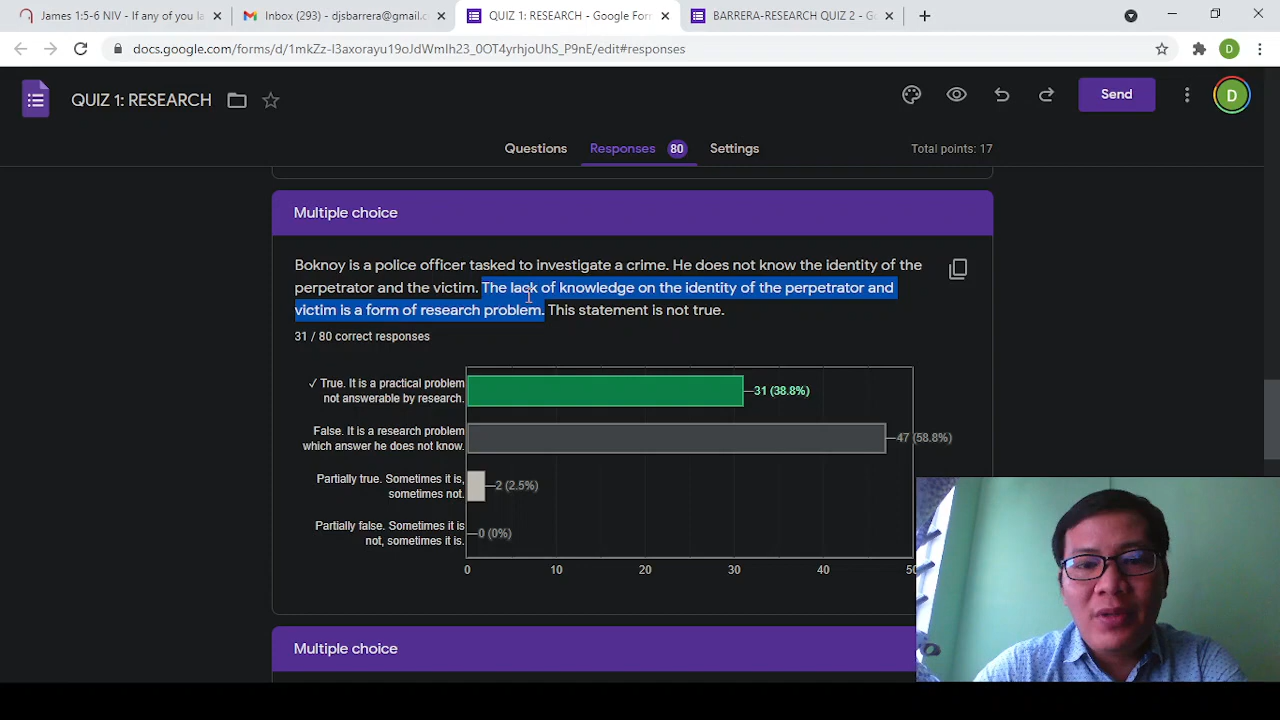 James 1:5-6 NIV - If any of you la
Inbox (293) - djsbarrera@gmail.c
QUIZ 1: RESEARCH - Google Form
BARRERA-RESEARCH QUIZ 2 - G
docs.google.com/forms/d/1mkZz-I3axorayu19oJdWmIh23_0OT4yrhjoUhS_P9nE/edit#responses
D
QUIZ 1: RESEARCH
Send
D
Questions
Responses 80
Settings
Total points: 17
Multiple choice
Boknoy is a police officer tasked to investigate a crime. He does not know the identity of the
perpetrator and the victim. The lack of knowledge on the identity of the perpetrator and
victim is a form of research problem. This statement is not true.
31 / 80 correct responses
✓ True. It is a practical problem
not answerable by research.
31 (38.8%)
False. It is a research problem
which answer he does not know.
47 (58.8%)
Partially true. Sometimes it is,
sometimes not.
2 (2.5%)
Partially false. Sometimes it is
not, sometimes it is.
0 (0%)
0 10 20 30 40 50
Multiple choice